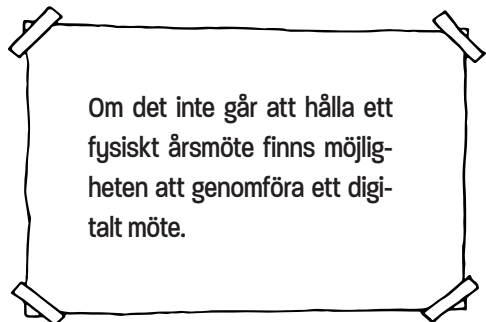 Om det inte går att hålla ett
fysiskt årsmöte finns möjlig-
heten att genomföra ett digi-
talt möte.